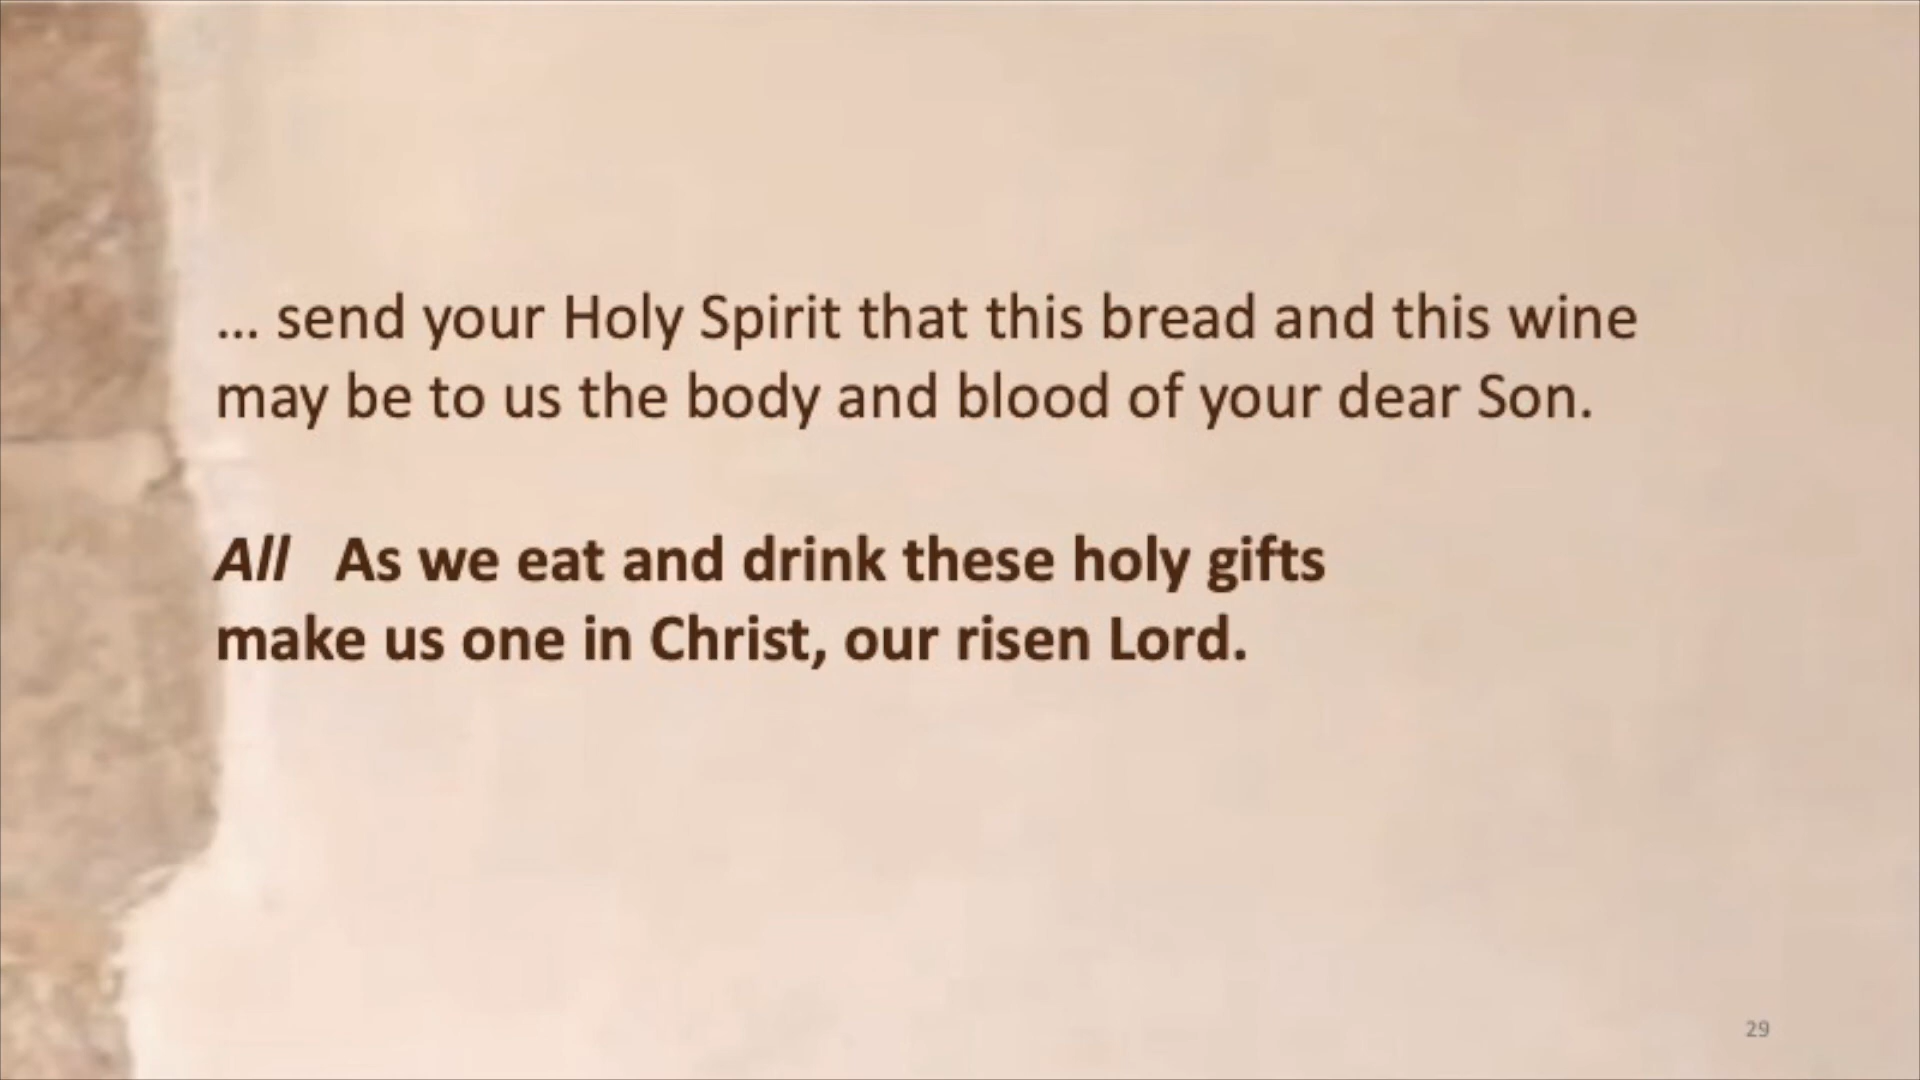 ... send your Holy Spirit that this bread and this wine
may be to us the body and blood of your dear Son.
All As we eat and drink these holy gifts
make us one in Christ, our risen Lord.
29